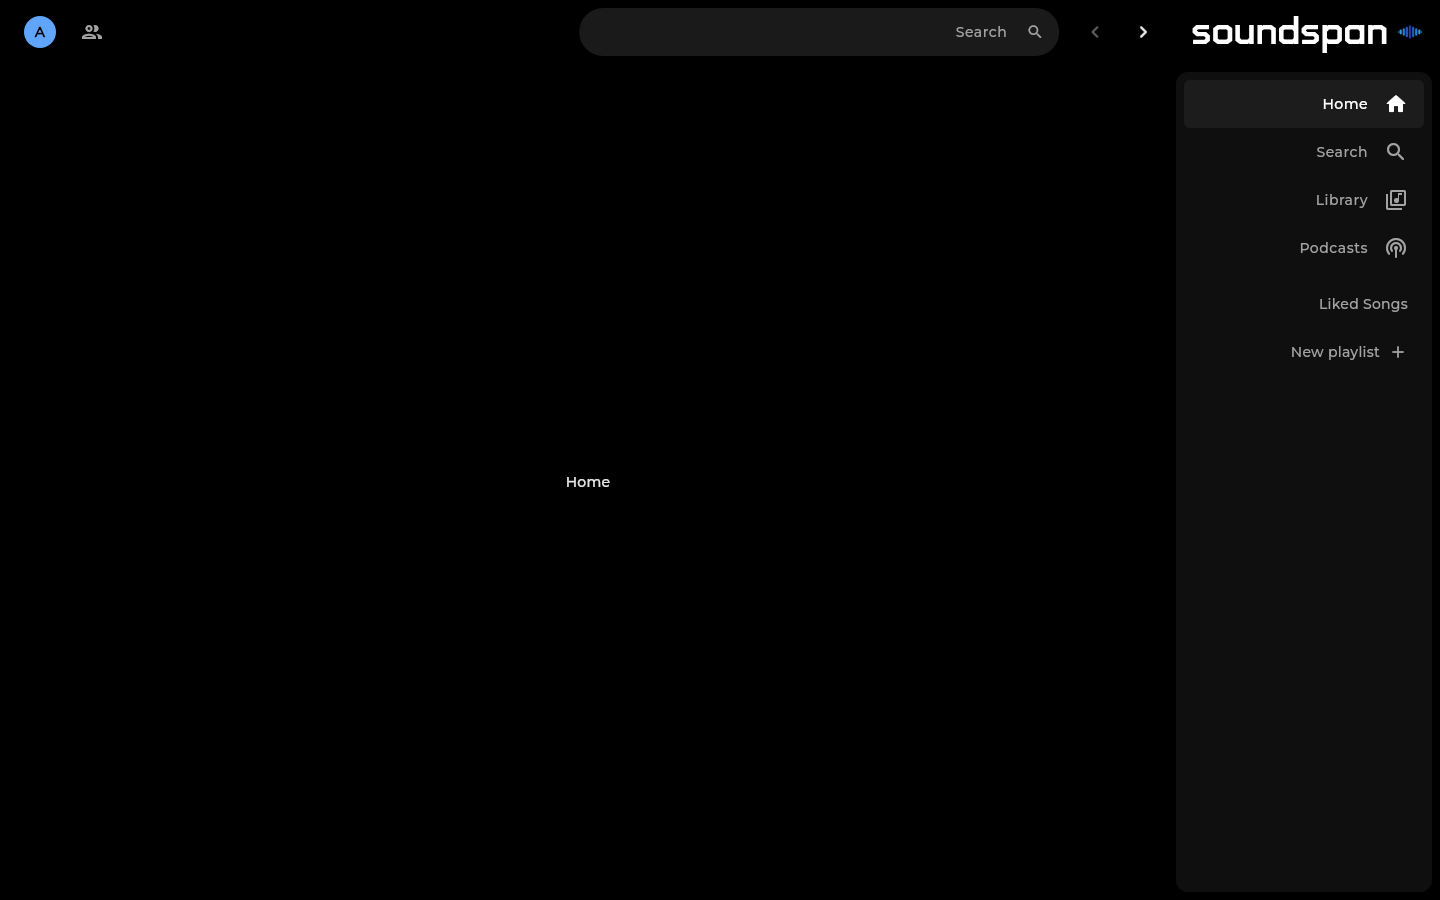 A
Search
soundspan
Home
Search
Library
Podcasts
Liked Songs
New playlist
Home